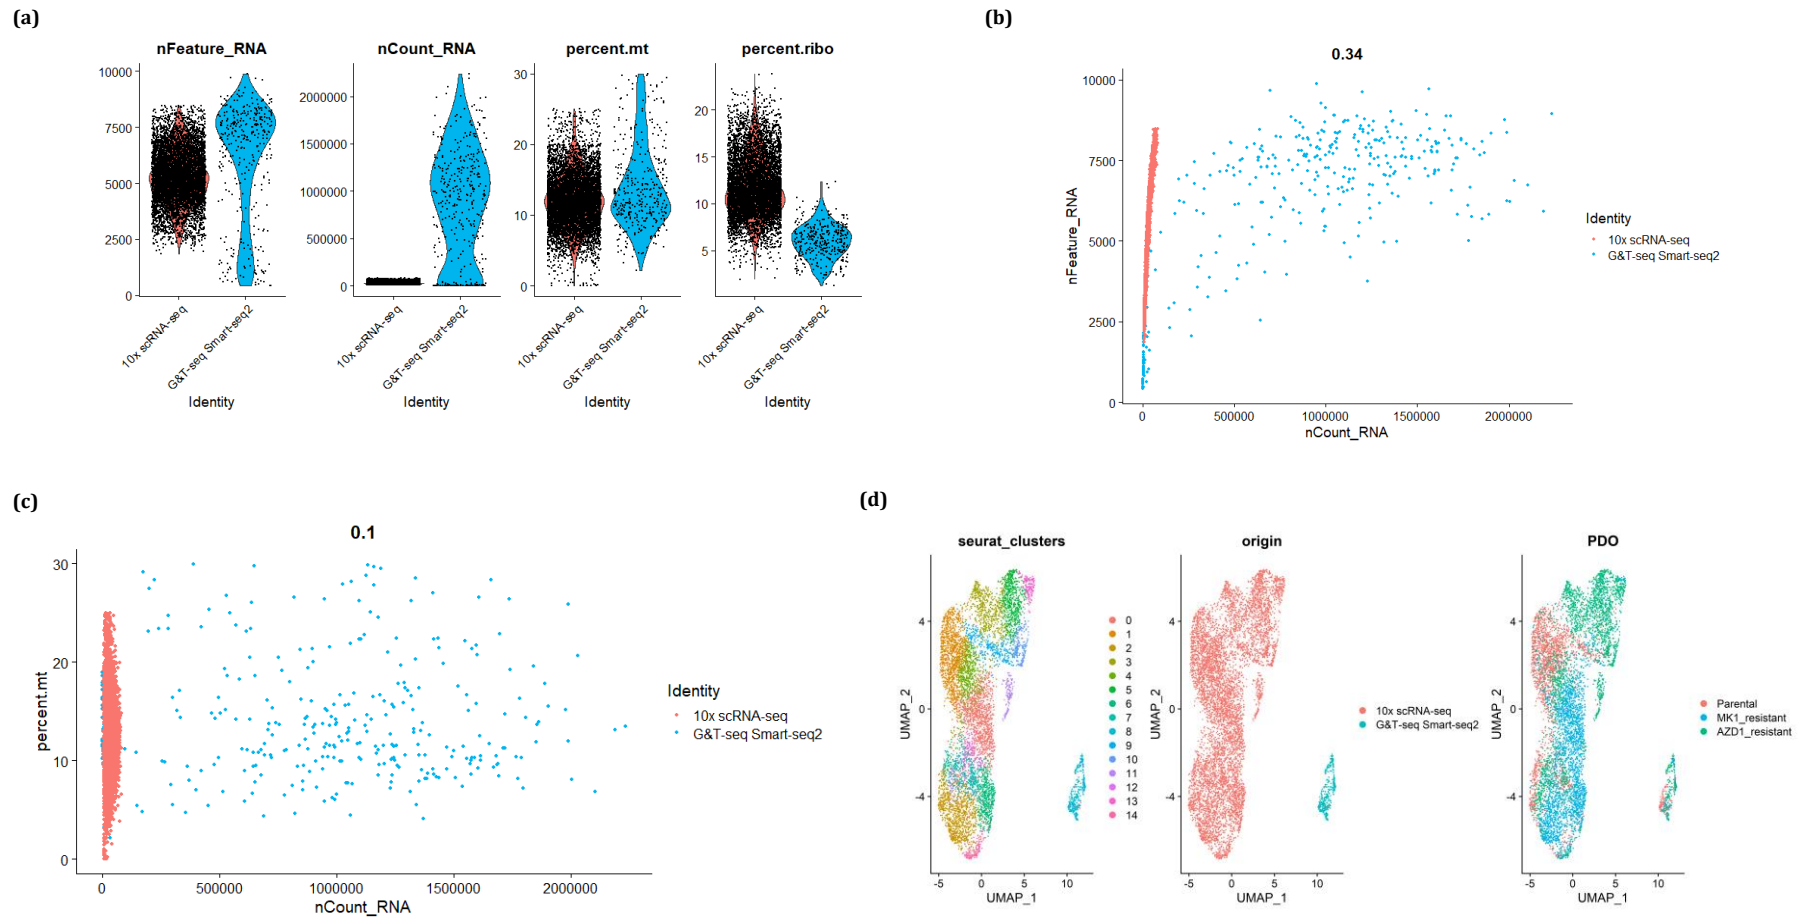 (a)
nFeature_RNA
10000
7500
5000
2500
0
10x scRNA-seq
G&T-seq Smart-seq2
Identity
nCount_RNA
2000000
1500000
1000000
500000
0
10x scRNA-seq
G&T-seq Smart-seq2
Identity
percent.mt
30
20
10
0
10x scRNA-seq
G&T-seq Smart-seq2
Identity
percent.ribo
20
15
10
5
10x scRNA-seq
G&T-seq Smart-seq2
Identity
(b)
0.34
nFeature_RNA
10000
7500
5000
2500
0
0
500000
1000000
1500000
2000000
nCount_RNA
Identity
10x scRNA-seq
G&T-seq Smart-seq2
(c)
0.1
percent.mt
30
20
10
0
0
500000
1000000
1500000
2000000
nCount_RNA
Identity
10x scRNA-seq
G&T-seq Smart-seq2
(d)
seurat_clusters
UMAP_2
4
0
-4
-5
0
5
10
UMAP_1
0
1
2
3
4
5
6
7
8
9
10
11
12
13
14
origin
UMAP_2
4
0
-4
-5
0
5
10
UMAP_1
10x scRNA-seq
G&T-seq Smart-seq2
PDO
UMAP_2
4
0
-4
-5
0
5
10
UMAP_1
Parental
MK1_resistant
AZD1_resistant